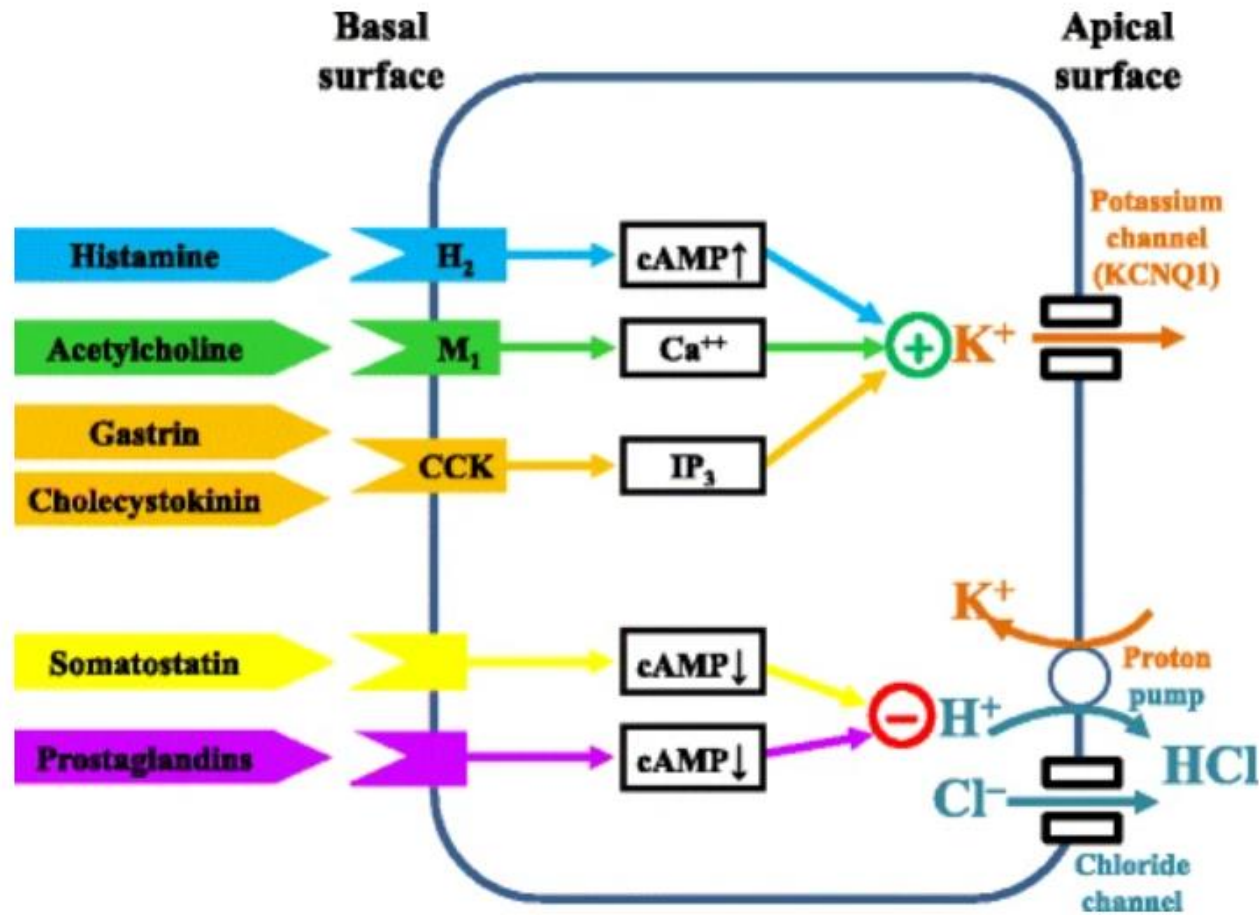 Basal
surface
Apical
surface
Potassium
channel
(KCNQ1)
Histamine
H₂
cAMP↑
Acetylcholine
M₁
Ca⁺⁺
+
K⁺
Gastrin
CCK
IP₃
Cholecystokinin
K⁺
Somatostatin
cAMP↓
Proton
pump
−
H⁺
Prostaglandins
cAMP↓
HCl
Cl⁻
Chloride
channel